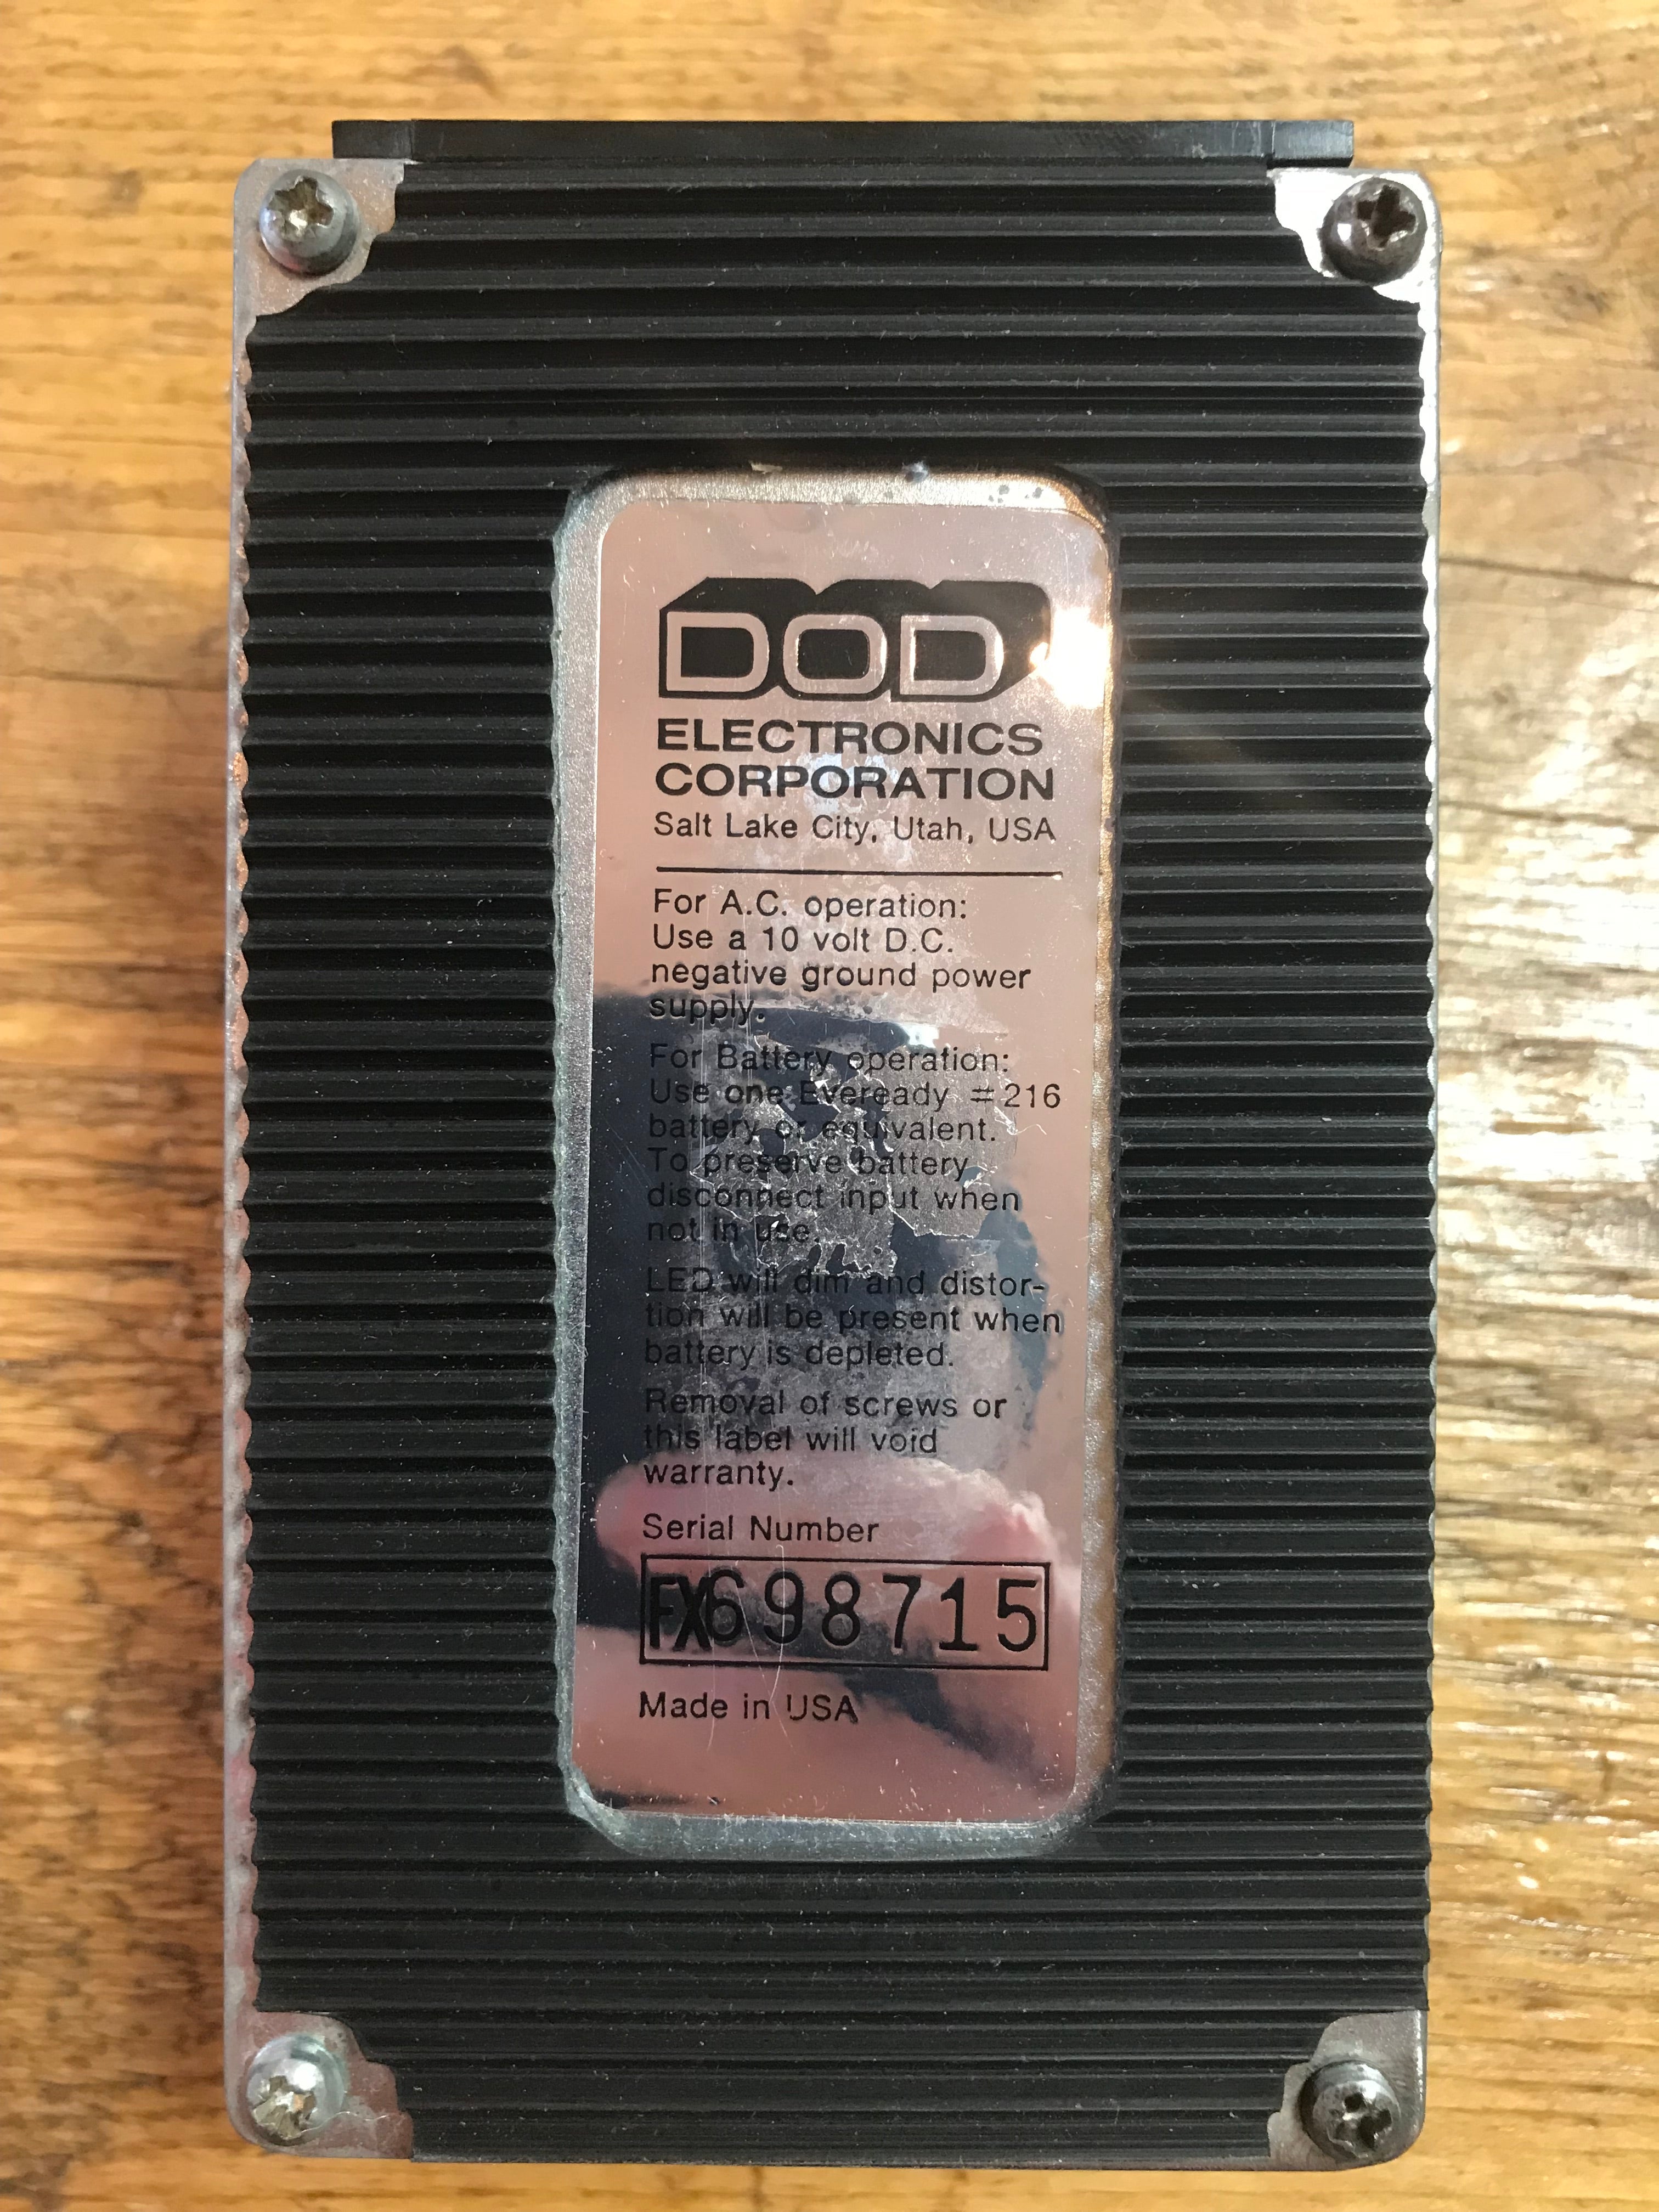 DOD
ELECTRONICS
CORPORATION
Salt Lake City, Utah, USA
For A.C. operation:
Use a 10 volt D.C.
negative ground power
supply.
For Battery operation:
Use one Eveready #216
battery or equivalent.
To preserve battery
disconnect input when
not in use.
LED will dim and distor-
tion will be present when
battery is depleted.
Removal of screws or
this label will void
warranty.
Serial Number
FX698715
Made in USA